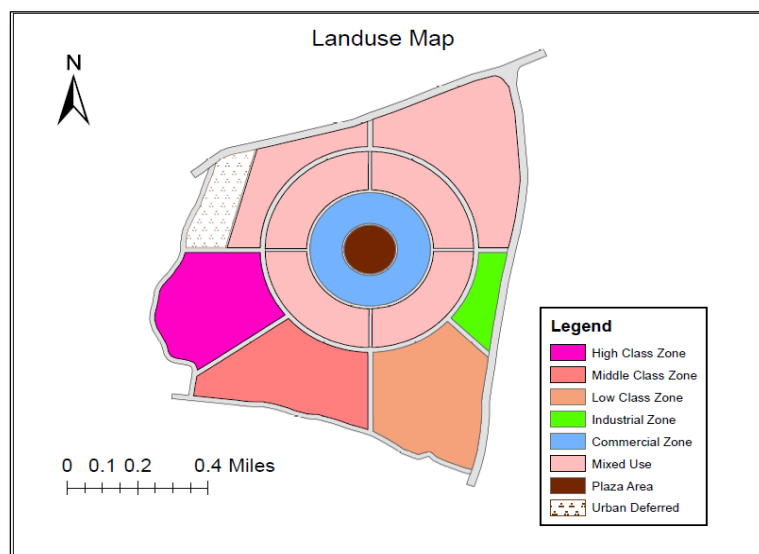 Landuse Map
N
Legend
High Class Zone
Middle Class Zone
Low Class Zone
Industrial Zone
Commercial Zone
Mixed Use
Plaza Area
Urban Deferred
0 0.1 0.2 0.4 Miles